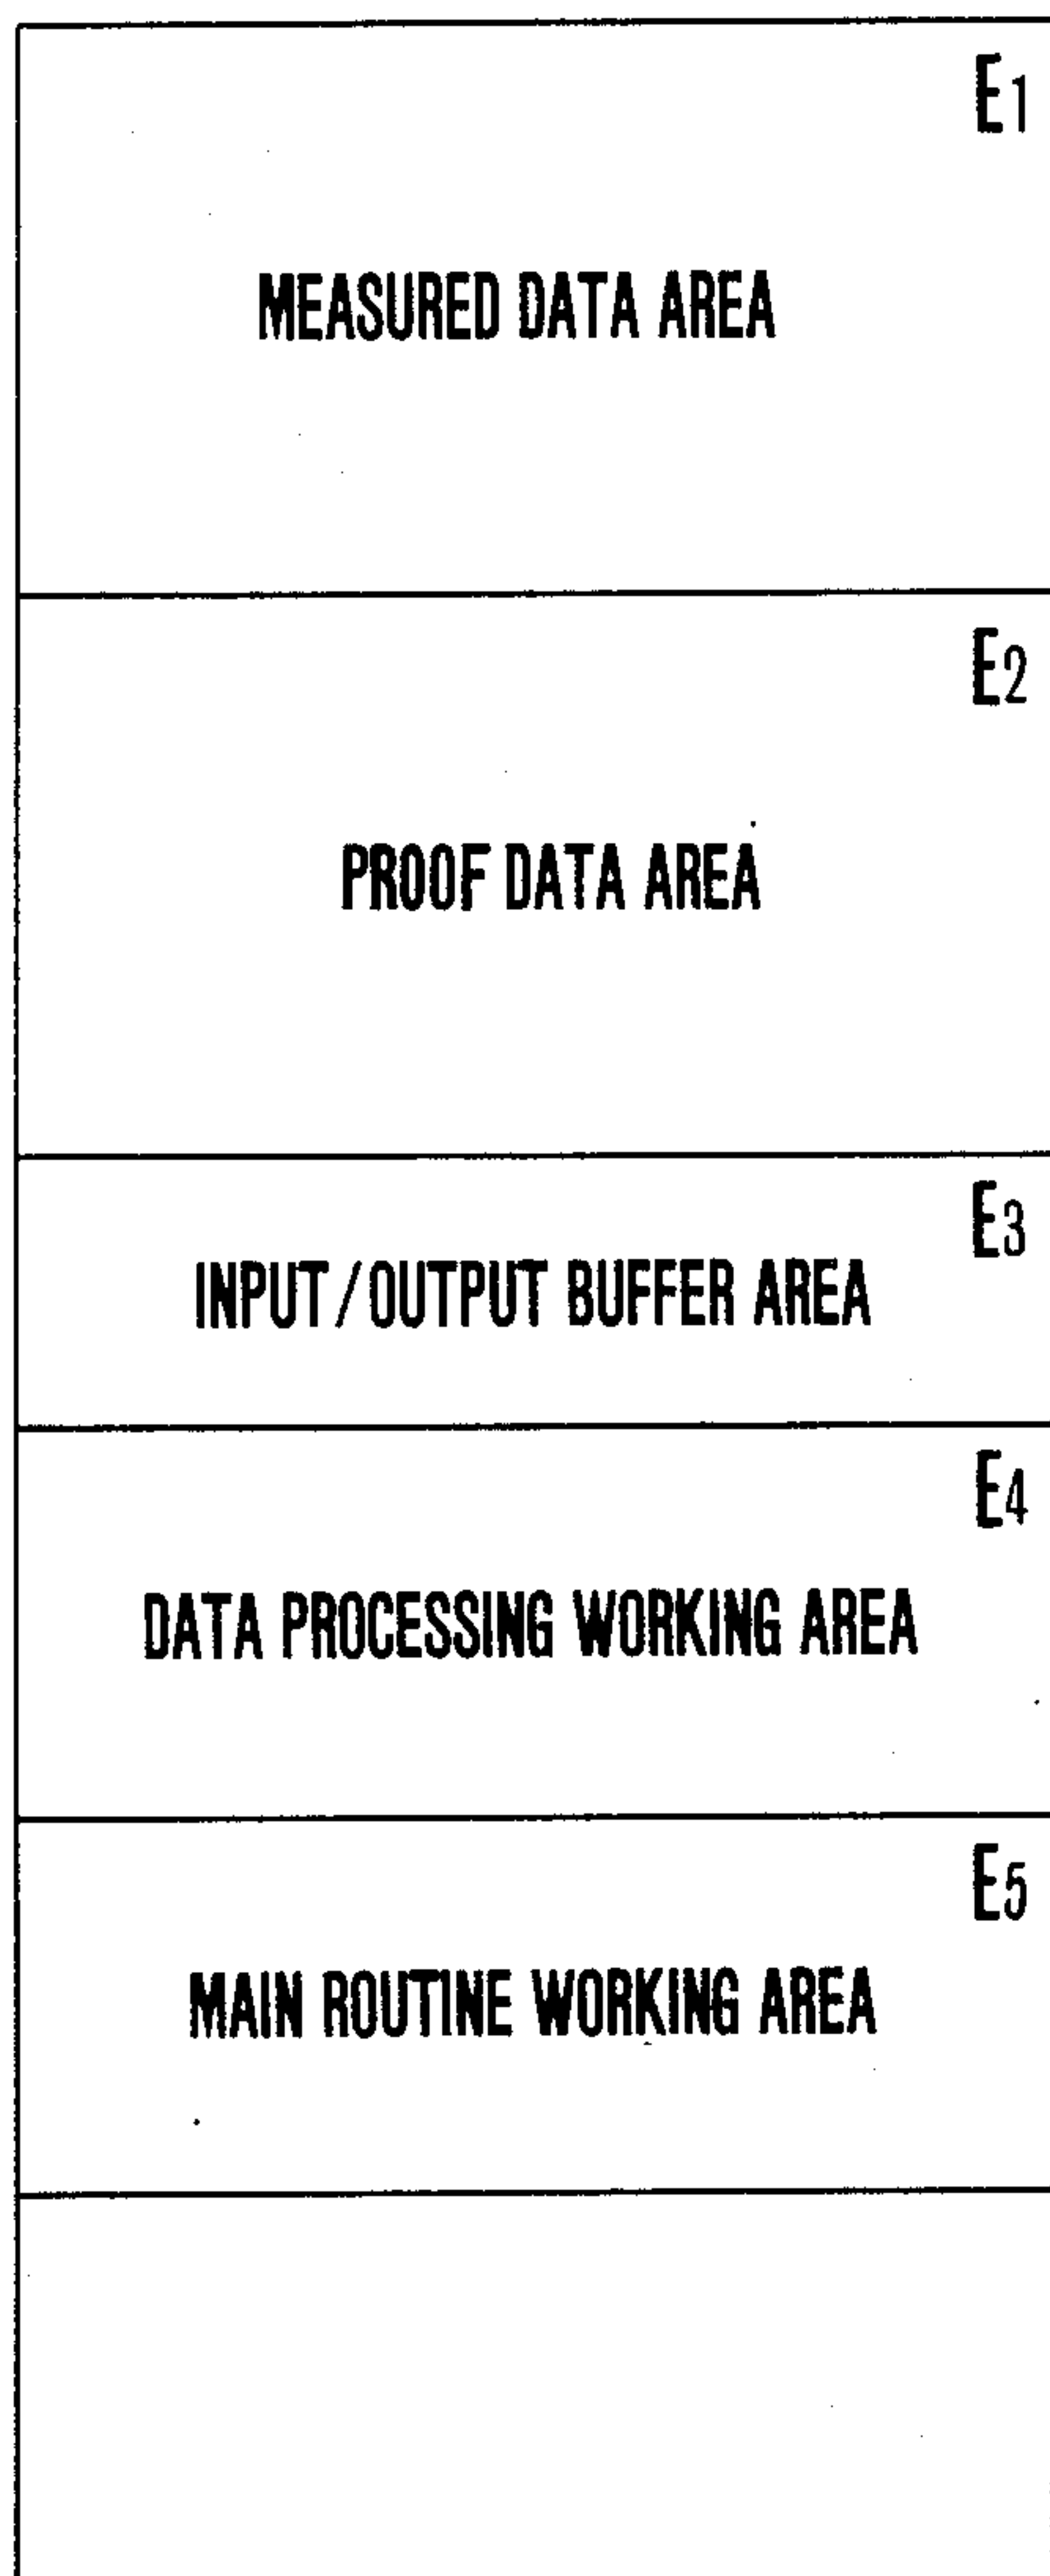 E1
MEASURED DATA AREA
E2
PROOF DATA AREA
E3
INPUT/OUTPUT BUFFER AREA
E4
DATA PROCESSING WORKING AREA
E5
MAIN ROUTINE WORKING AREA